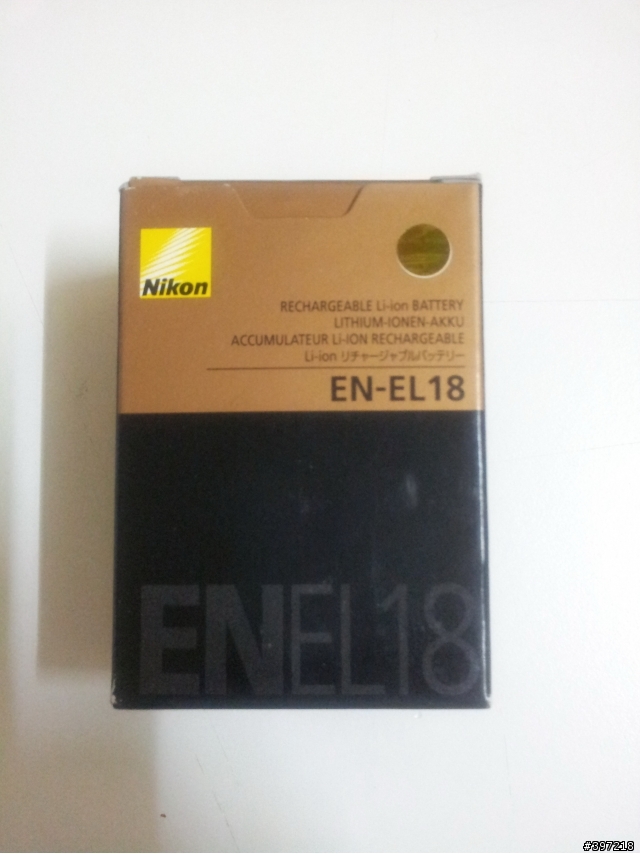 Nikon
RECHARGEABLE Li-ion BATTERY
LITHIUM-IONEN-AKKU
ACCUMULATEUR Li-ION RECHARGEABLE
Li-ion リチャージャブルバッテリー
EN-EL18
ENEL18
#397218